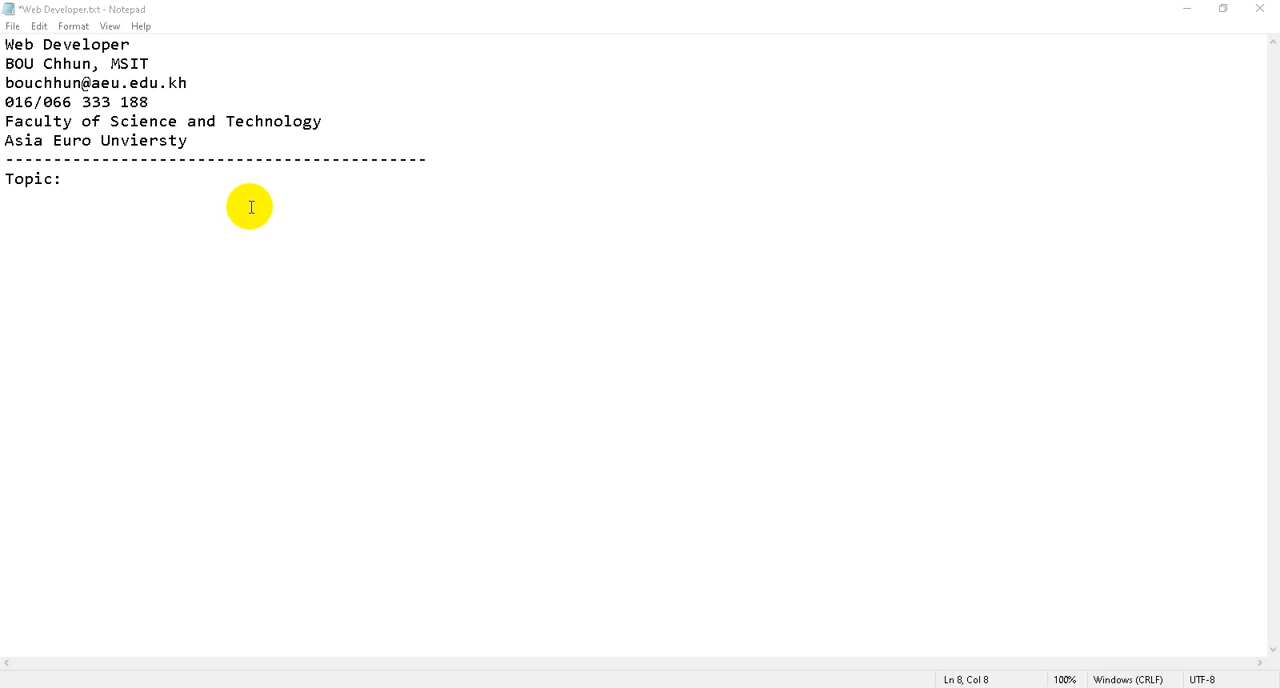 *Web Developer.txt - Notepad
File Edit Format View Help
Web Developer
BOU Chhun, MSIT
bouchhun@aeu.edu.kh
016/066 333 188
Faculty of Science and Technology
Asia Euro Unviersty
--------------------------------------------
Topic:
Ln 8, Col 8 100% Windows (CRLF) UTF-8